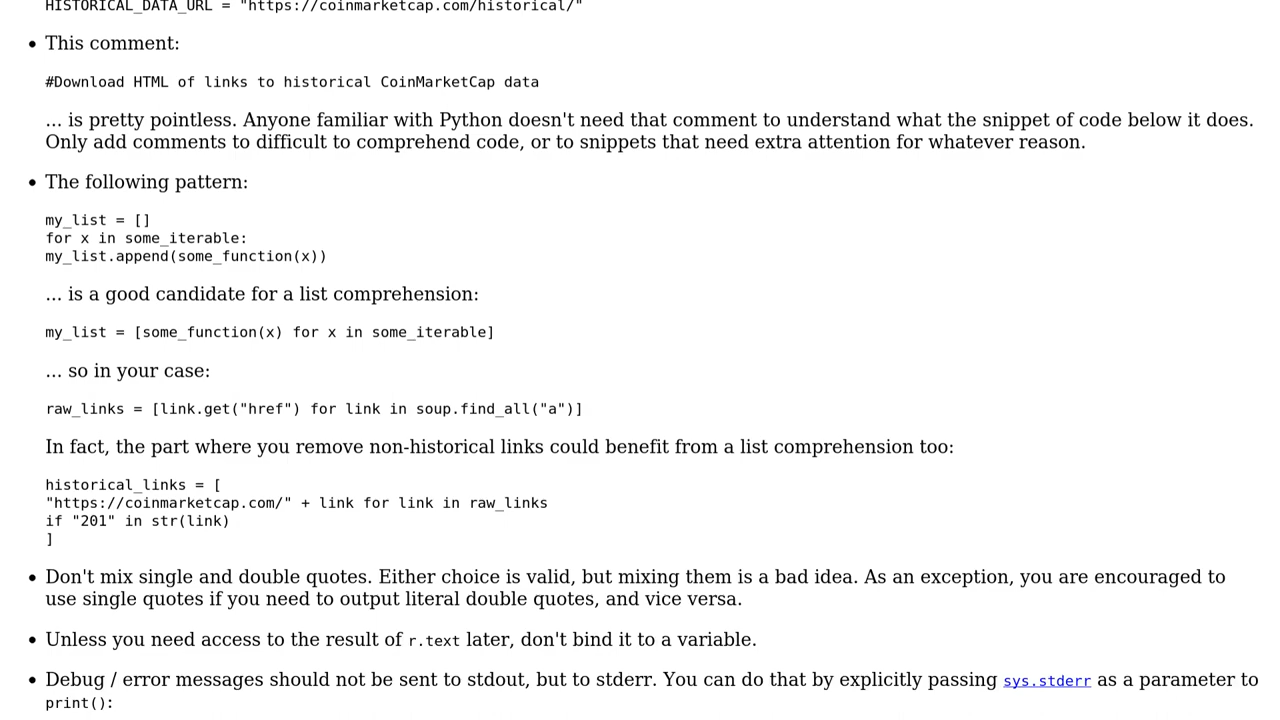 HISTORICAL_DATA_URL = "https://coinmarketcap.com/historical/"
• This comment:
#Download HTML of links to historical CoinMarketCap data
... is pretty pointless. Anyone familiar with Python doesn't need that comment to understand what the snippet of code below it does.
Only add comments to difficult to comprehend code, or to snippets that need extra attention for whatever reason.
• The following pattern:
my_list = []
for x in some_iterable:
my_list.append(some_function(x))
... is a good candidate for a list comprehension:
my_list = [some_function(x) for x in some_iterable]
... so in your case:
raw_links = [link.get("href") for link in soup.find_all("a")]
In fact, the part where you remove non-historical links could benefit from a list comprehension too:
historical_links = [
"https://coinmarketcap.com/" + link for link in raw_links
if "201" in str(link)
]
• Don't mix single and double quotes. Either choice is valid, but mixing them is a bad idea. As an exception, you are encouraged to
use single quotes if you need to output literal double quotes, and vice versa.
• Unless you need access to the result of r.text later, don't bind it to a variable.
• Debug / error messages should not be sent to stdout, but to stderr. You can do that by explicitly passing sys.stderr as a parameter to
print():